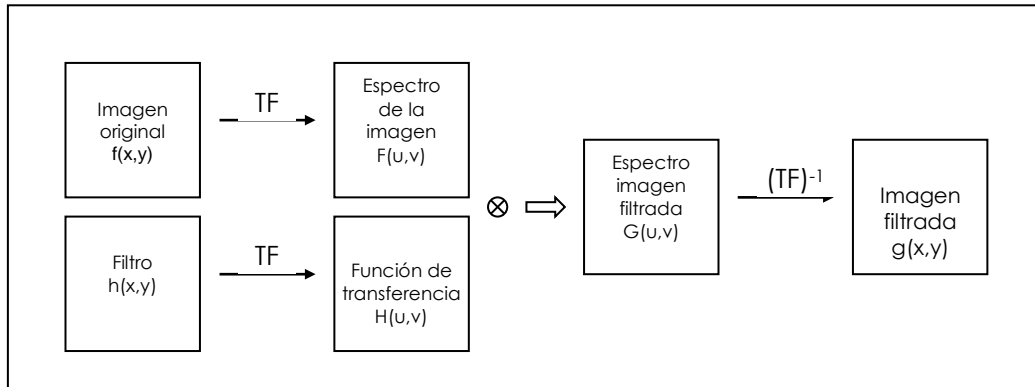 Imagen
original
f(x,y)
TF
Espectro
de la
imagen
F(u,v)
Filtro
h(x,y)
TF
Función de
transferencia
H(u,v)
⊗
Espectro
imagen
filtrada
G(u,v)
(TF)-1
Imagen
filtrada
g(x,y)